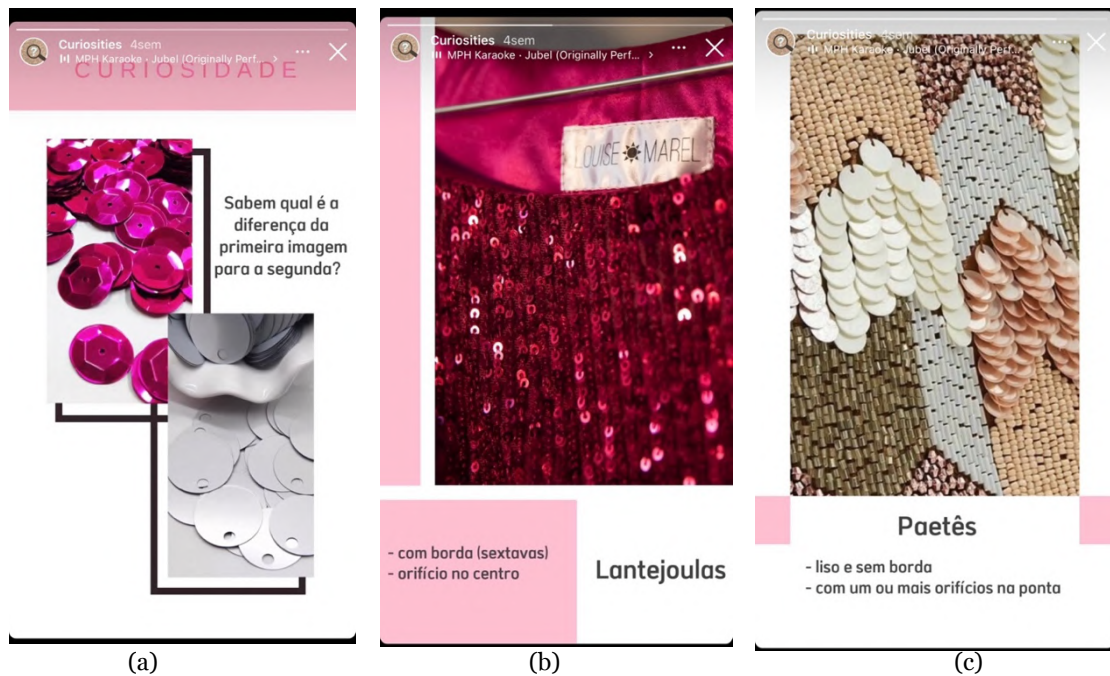 Curiosities 4sem
MPH Karaoke · Jubel (Originally Perf... >
CURIOSIDADE
Sabem qual é a
diferença da
primeira imagem
para a segunda?
(a)
Curiosities 4sem
MPH Karaoke · Jubel (Originally Perf... >
LOUISE MAREL
- com borda (sextavas)
- orifício no centro
Lantejoulas
(b)
Curiosities 4sem
MPH Karaoke · Jubel (Originally Perf... >
Paetês
- liso e sem borda
- com um ou mais orifícios na ponta
(c)